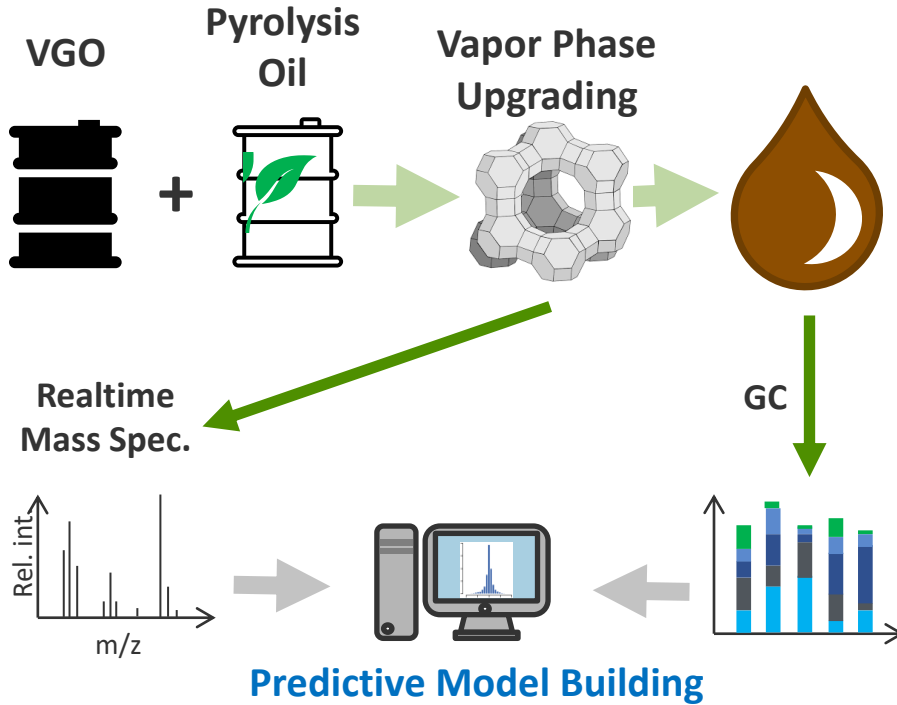 VGO
Pyrolysis
Oil
Vapor Phase
Upgrading
+
Realtime
Mass Spec.
GC
Rel. int.
m/z
Predictive Model Building